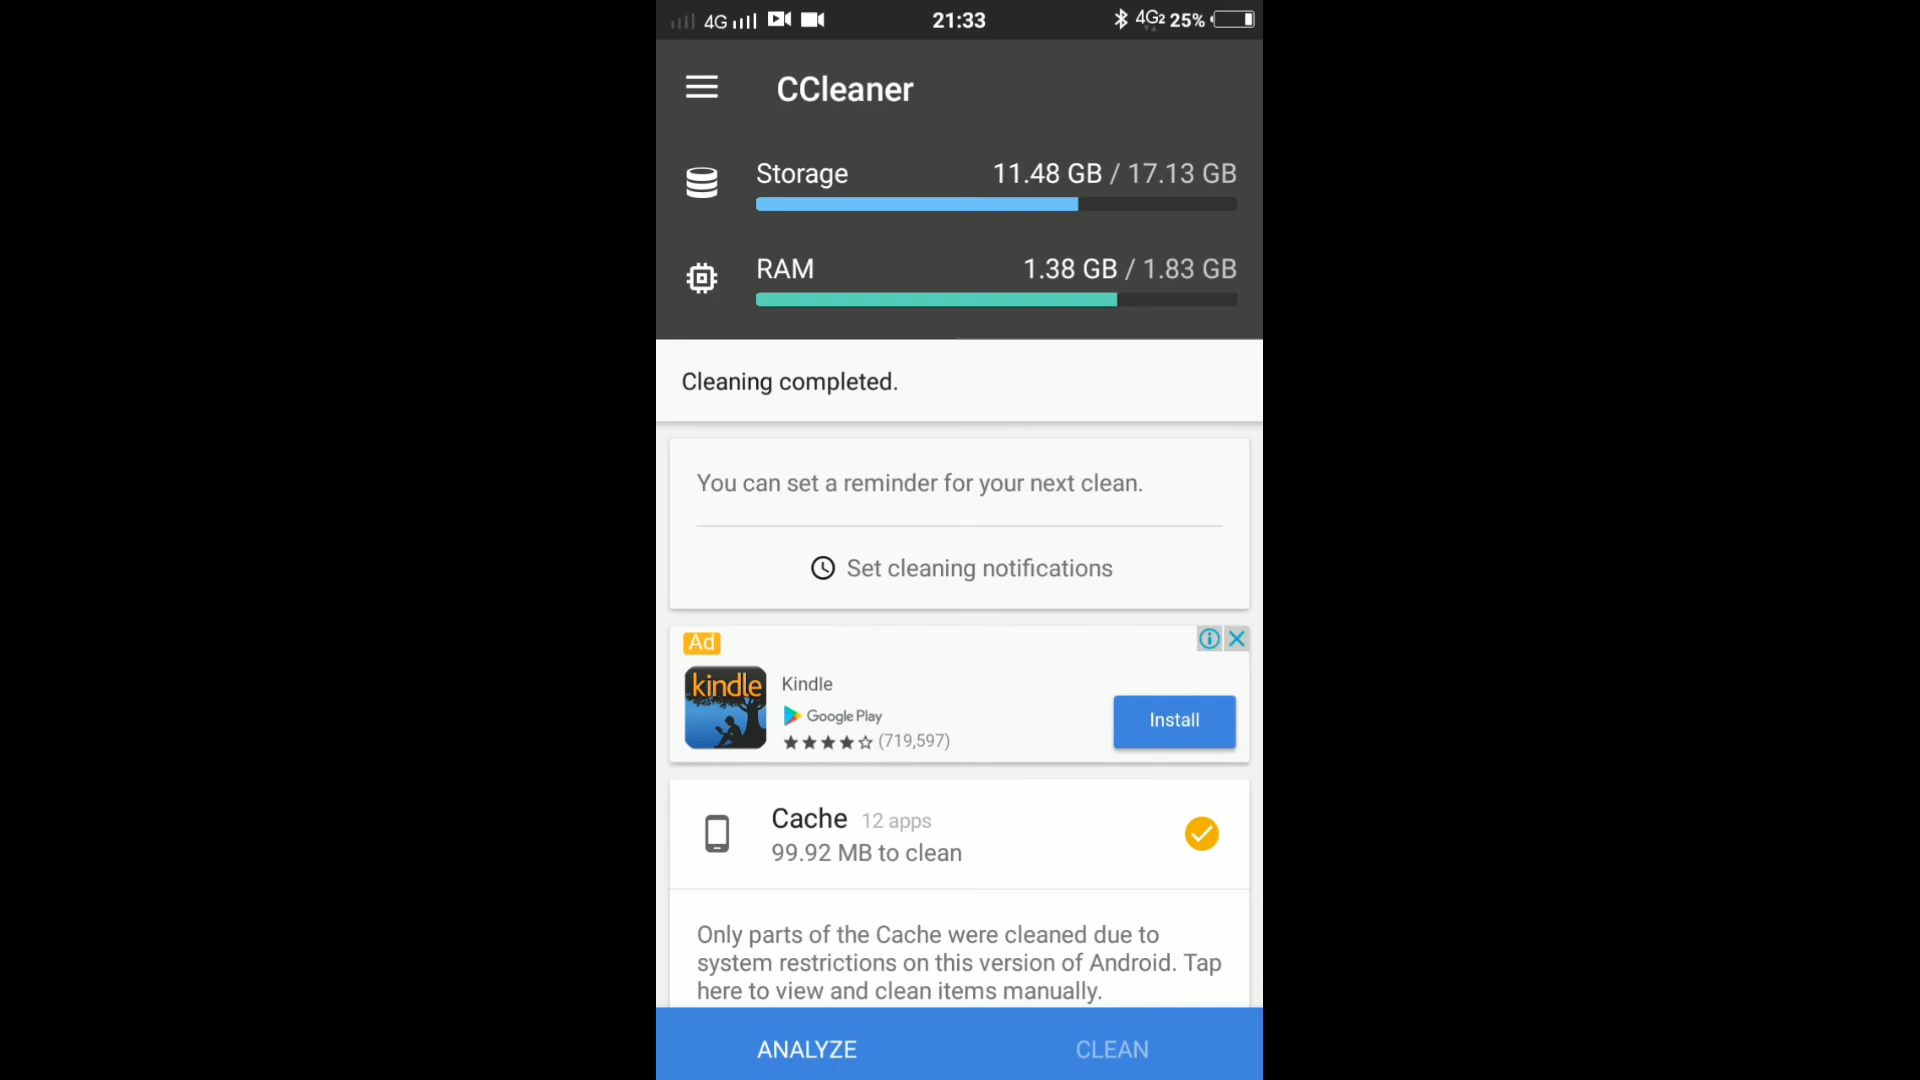 4G 21:33 4G2 25%
CCleaner
Storage 11.48 GB / 17.13 GB
RAM 1.38 GB / 1.83 GB
Cleaning completed.
You can set a reminder for your next clean.
Set cleaning notifications
Ad
kindle
Kindle
Google Play
(719,597)
Install
Cache 12 apps
99.92 MB to clean
Only parts of the Cache were cleaned due to
system restrictions on this version of Android. Tap
here to view and clean items manually.
ANALYZE CLEAN